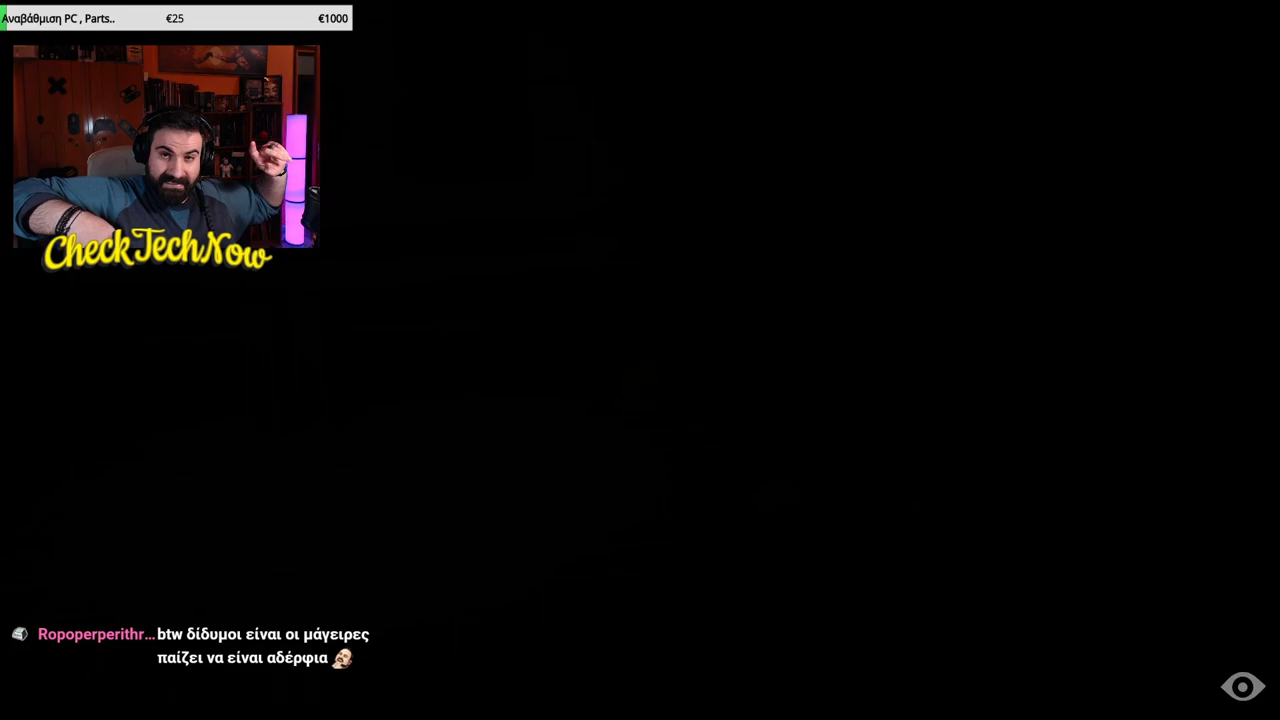 Αναβάθμιση PC , Parts.. €25 €1000
CheckTechNow
Ropoperperithr... btw δίδυμοι είναι οι μάγειρες
παίζει να είναι αδέρφια